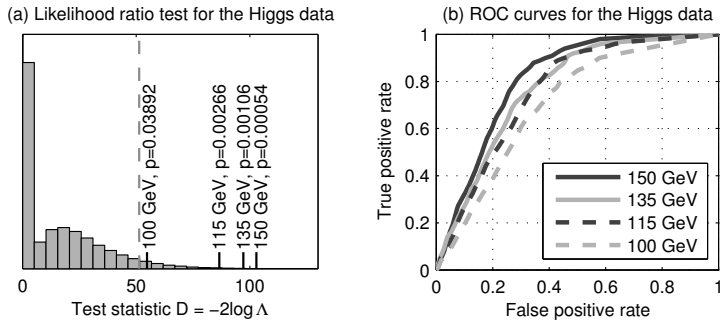 (a) Likelihood ratio test for the Higgs data
100 GeV, p=0.03892
115 GeV, p=0.00266
135 GeV, p=0.00106
150 GeV, p=0.00054
0
50
100
Test statistic D = −2log Λ
(b) ROC curves for the Higgs data
True positive rate
1
0.8
0.6
0.4
0.2
0
150 GeV
135 GeV
115 GeV
100 GeV
0
0.2
0.4
0.6
0.8
1
False positive rate